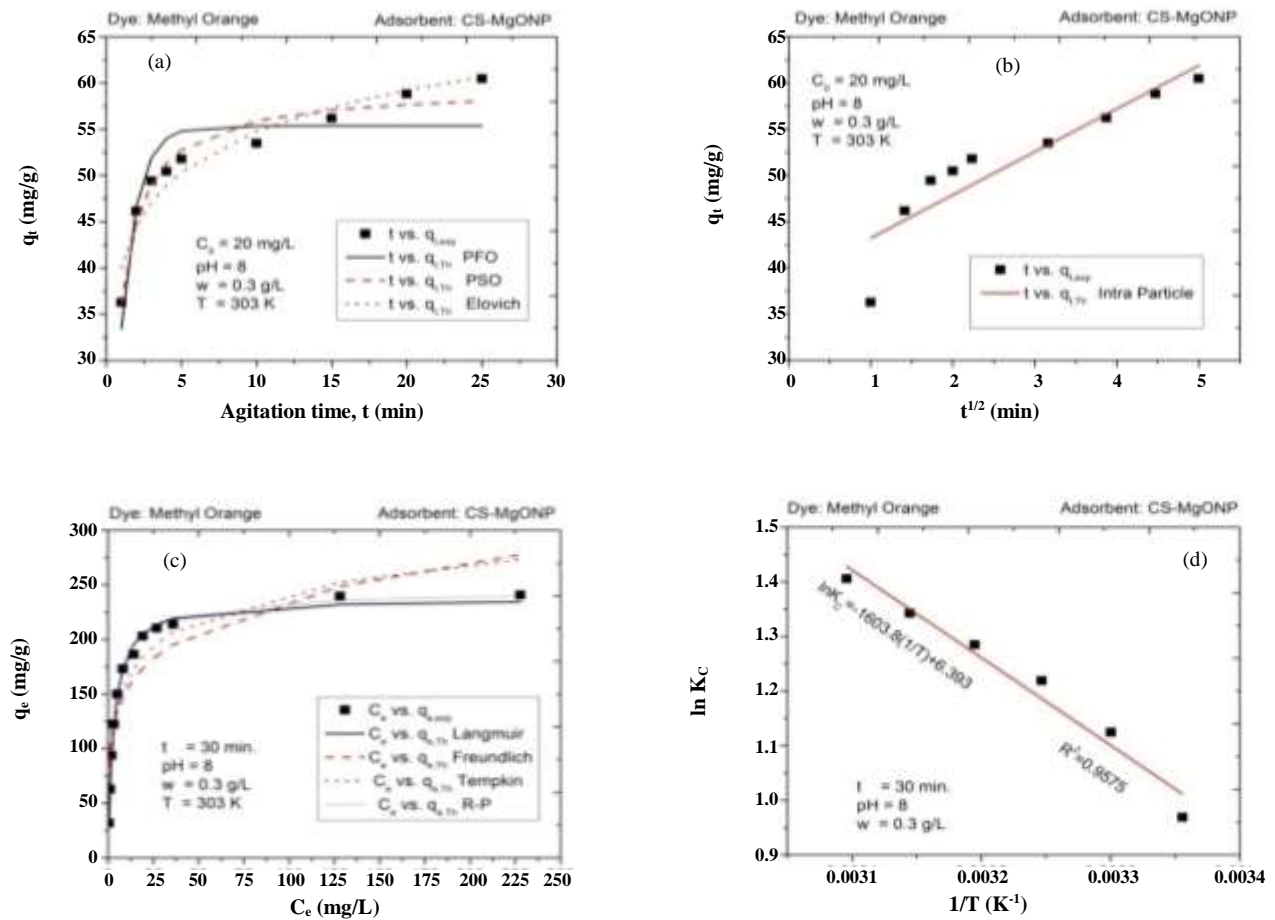 Dye: Methyl Orange Adsorbent: CS-MgONP
(a)
65
60
55
50
45
40
35
30
qt (mg/g)
C0 = 20 mg/L
pH = 8
w = 0.3 g/L
T = 303 K
t vs. qt,exp
t vs. qt,Th PFO
t vs. qt,Th PSO
t vs. qt,Th Elovich
0 5 10 15 20 25 30
Agitation time, t (min)
Dye: Methyl Orange Adsorbent: CS-MgONP
(b)
65
60
55
50
45
40
35
30
qt (mg/g)
C0 = 20 mg/L
pH = 8
w = 0.3 g/L
T = 303 K
t vs. qt,exp
t vs. qt,Th Intra Particle
0 1 2 3 4 5
t1/2 (min)
Dye: Methyl Orange Adsorbent: CS-MgONP
(c)
300
250
200
150
100
50
0
qe (mg/g)
t = 30 min.
pH = 8
w = 0.3 g/L
T = 303 K
Ce vs. qe,exp
Ce vs. qe,Th Langmuir
Ce vs. qe,Th Freundlich
Ce vs. qe,Th Tempkin
Ce vs. qe,Th R-P
0 25 50 75 100 125 150 175 200 225 250
Ce (mg/L)
Dye: Methyl Orange Adsorbent: CS-MgONP
(d)
1.5
1.4
1.3
1.2
1.1
1.0
0.9
ln KC
lnKC=-1603.8(1/T)+6.393
R2=0.9575
t = 30 min.
pH = 8
w = 0.3 g/L
0.0031 0.0032 0.0033 0.0034
1/T (K-1)